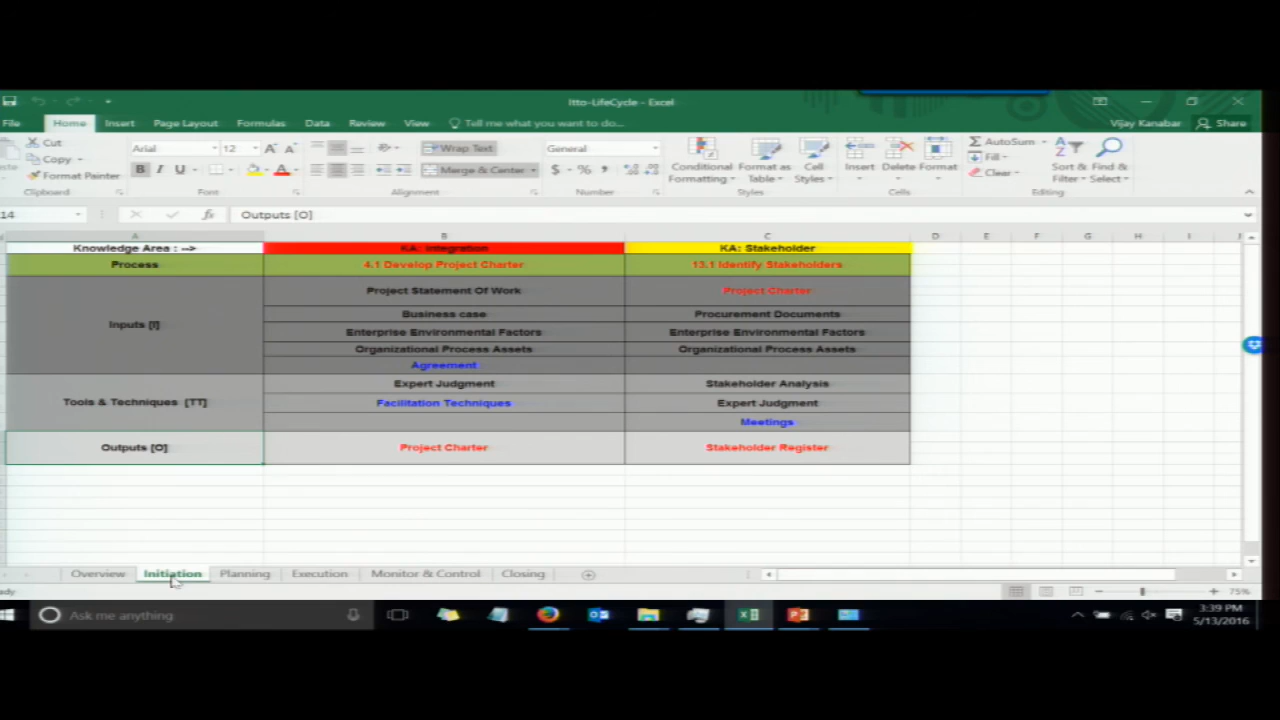 Itto-LifeCycle - Excel
File Home Insert Page Layout Formulas Data Review View Tell me what you want to do... Vijay Kanabar Share
Cut
Copy
Format Painter
Clipboard
Arial 12
B I U
Font
Wrap Text
Merge & Center
Alignment
General
$ % ,
Number
Conditional Formatting
Format as Table
Cell Styles
Styles
Insert Delete Format
Cells
AutoSum
Fill
Clear
Sort & Filter
Find & Select
Editing
14 fx Outputs [O]
A B C D E F G H I J
Knowledge Area : --> KA: Integration KA: Stakeholder
Process 4.1 Develop Project Charter 13.1 Identify Stakeholders
Inputs [I]
Project Statement Of Work Project Charter
Business case Procurement Documents
Enterprise Environmental Factors Enterprise Environmental Factors
Organizational Process Assets Organizational Process Assets
Agreement
Tools & Techniques [TT]
Expert Judgment Stakeholder Analysis
Facilitation Techniques Expert Judgment
Meetings
Outputs [O] Project Charter Stakeholder Register
Overview Initiation Planning Execution Monitor & Control Closing
75%
Ask me anything
3:39 PM
5/13/2016